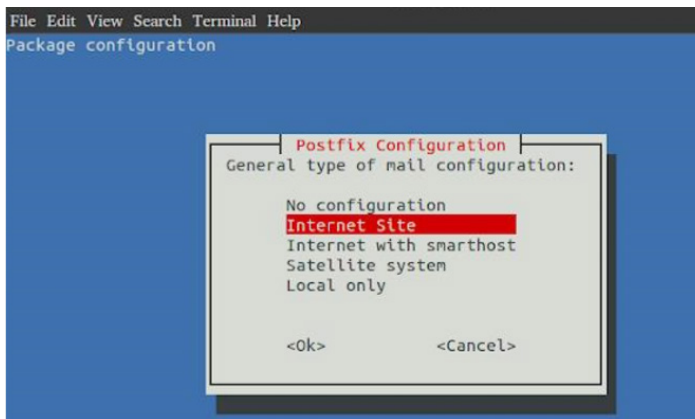 File Edit View Search Terminal Help
Package configuration
Postfix Configuration
General type of mail configuration:
No configuration
Internet Site
Internet with smarthost
Satellite system
Local only
<Ok> <Cancel>